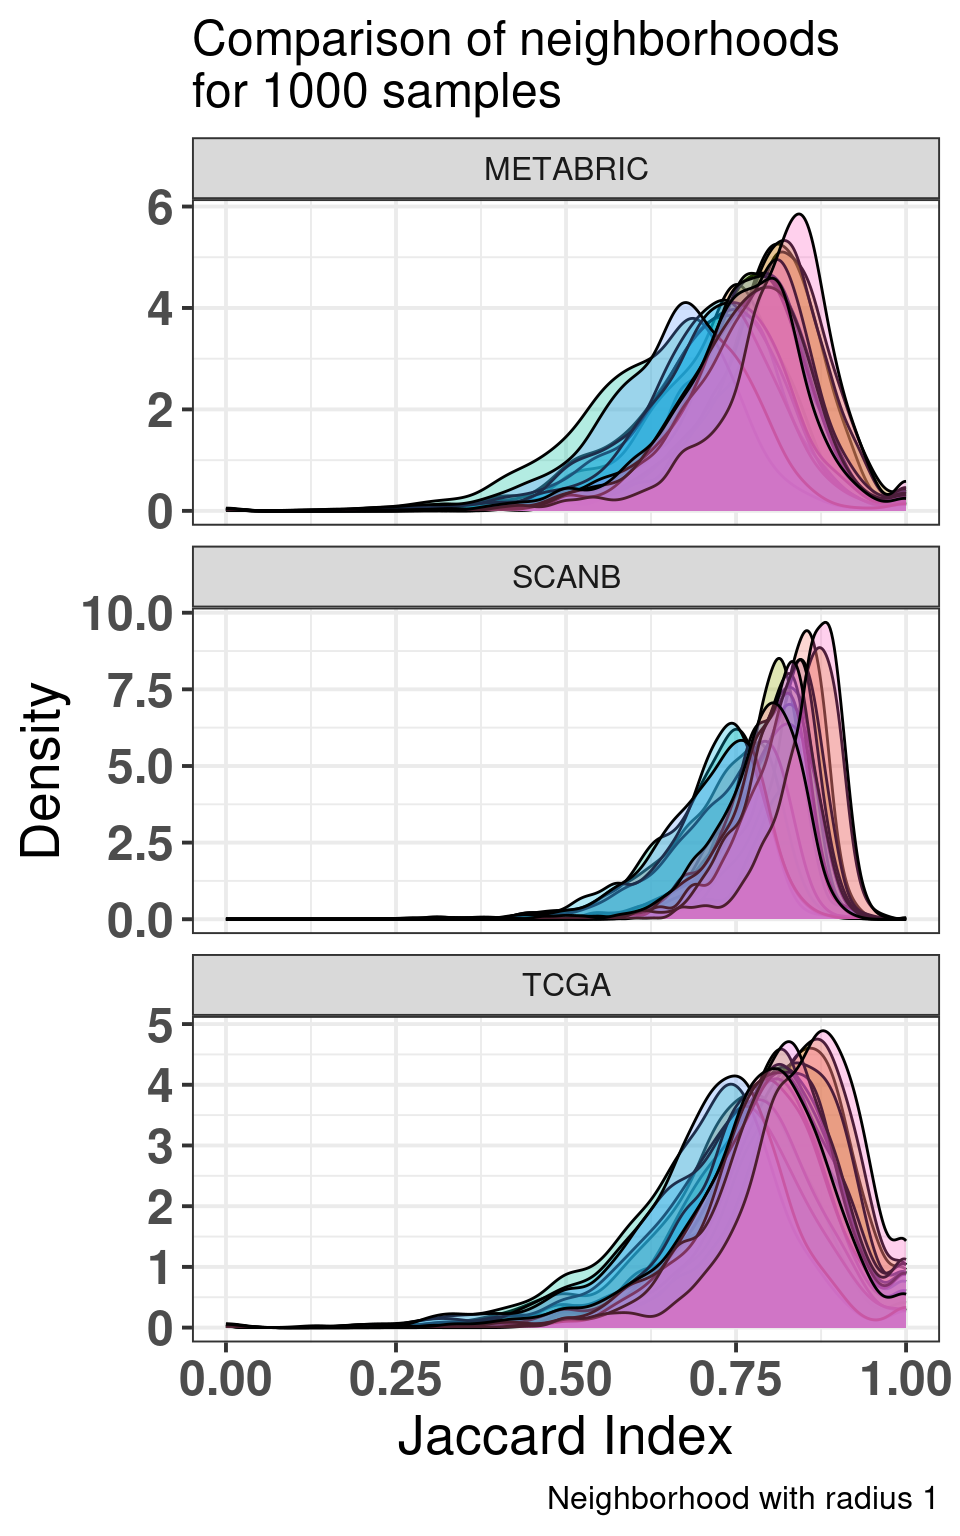 Comparison of neighborhoods
for 1000 samples
METABRIC
6
4
2
0
SCANB
10.0
7.5
5.0
2.5
0.0
TCGA
5
4
3
2
1
0
Density
0.00 0.25 0.50 0.75 1.00
Jaccard Index
Neighborhood with radius 1